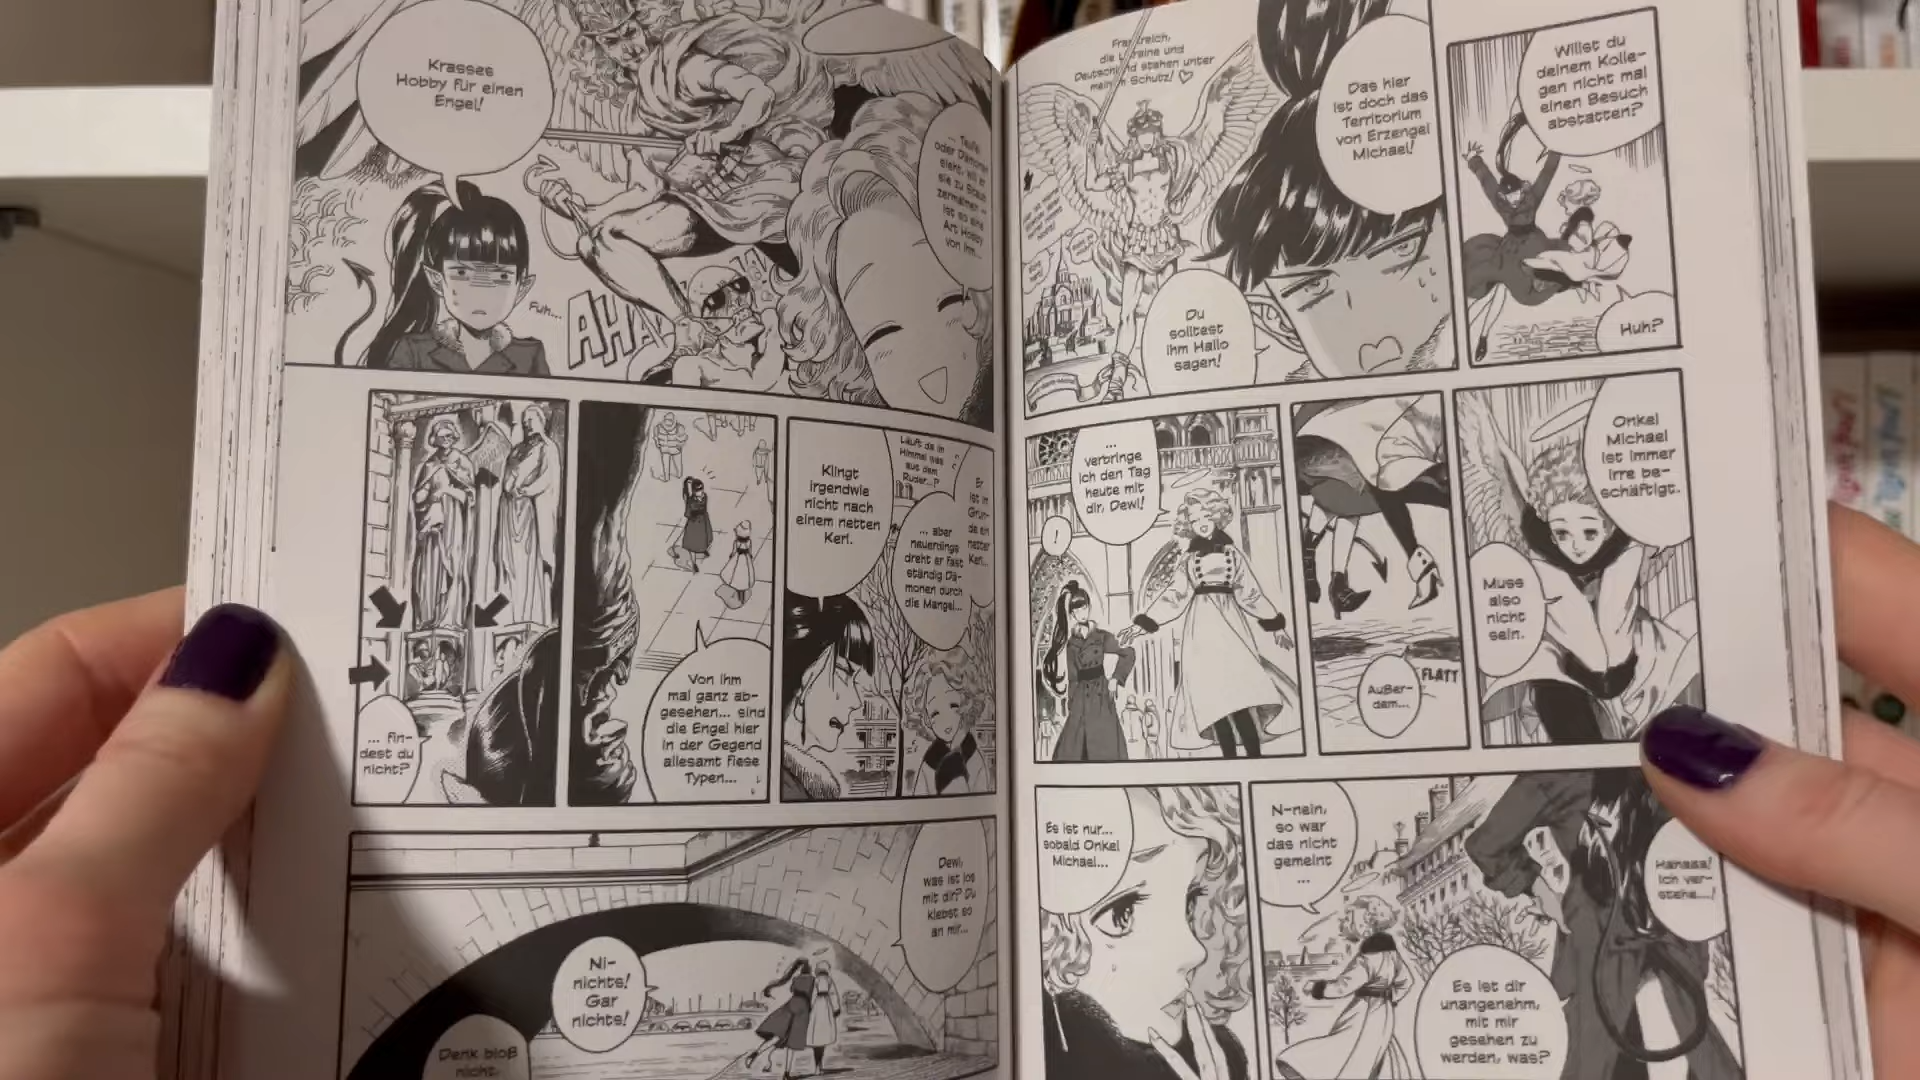 Willst du
deinem Kolle-
gen nicht mal
einen Besuch
abstatten?
Huh?
Das hier
ist doch das
Territorium
von Erzengel
Michael!
Du
solltest
ihm Hallo
sagen!
Frankreich,
die Ukraine und
Deutschland stehen unter
meinem Schutz! ♡
Onkel
Michael
ist immer
irre be-
schäftigt.
Muss
also
nicht
sein.
Außer-
dem...
FLATT
...
verbringe
ich den Tag
heute mit
dir, Dewi!
!
Hahaaa!
Ich ver-
stehe...!
Es ist dir
unangenehm,
mit mir
gesehen zu
werden, was?
N-nein,
so war
das nicht
gemeint
...
Es ist nur...
sobald Onkel
Michael...
... Teufel
oder Dämonen
sieht, will er
sie zu Staub
zermalmen –
ist so eine
Art Hobby
von ihm...
Krasses
Hobby für einen
Engel!
Fuh...
AHA
Er
ist im
Grun-
de ein
netter
Kerl...
... aber
neuerdings
dreht er fast
ständig Dä-
monen durch
die Mangel...
Läuft da im
Himmel was
aus dem
Ruder...?
Klingt
irgendwie
nicht nach
einem netten
Kerl.
Von ihm
mal ganz ab-
gesehen... sind
die Engel hier
in der Gegend
allesamt fiese
Typen...
... fin-
dest du
nicht?
Dewi,
was ist los
mit dir? Du
klebst so
an mir...
Ni-
nichts!
Gar
nichts!
Denk bloß
nicht,